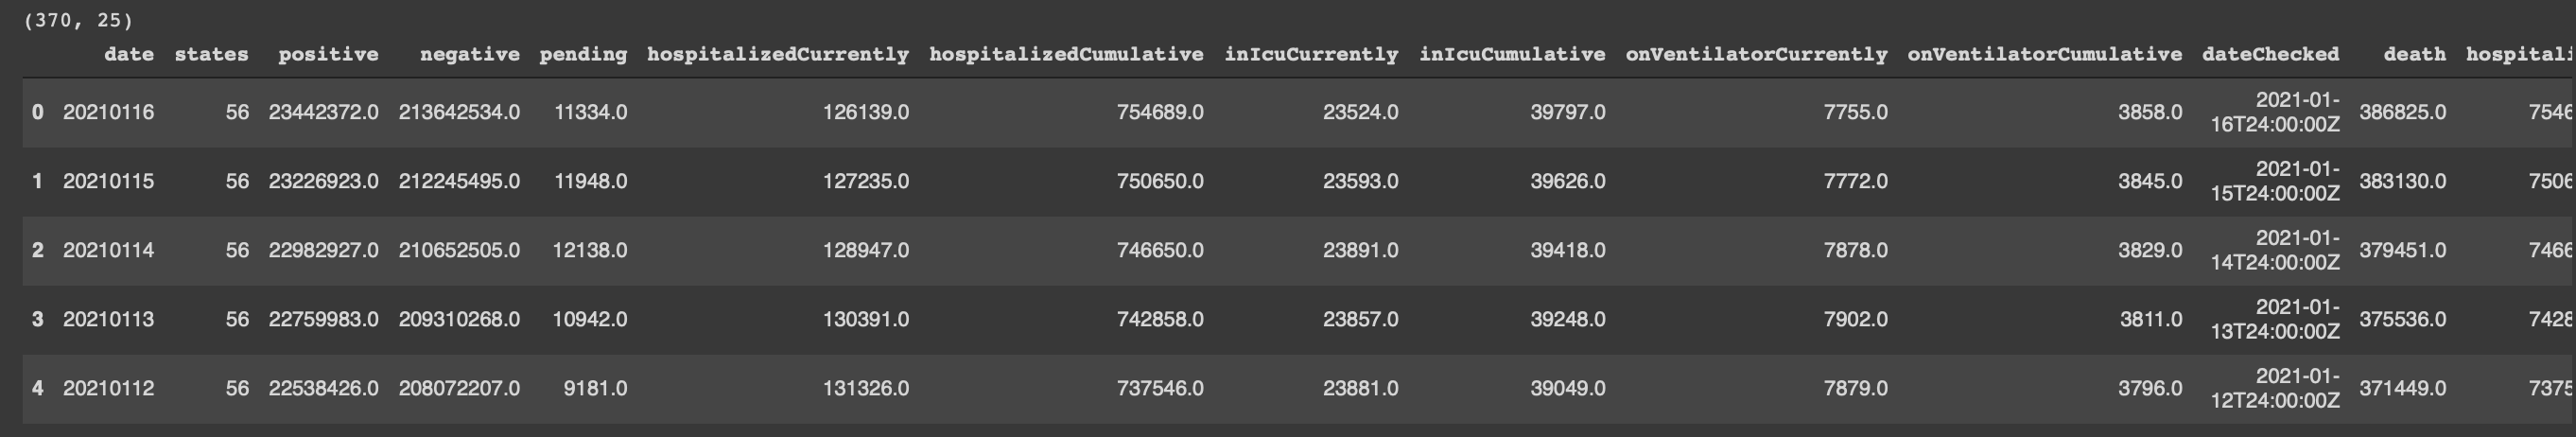 (370, 25)
date states positive negative pending hospitalizedCurrently hospitalizedCumulative inIcuCurrently inIcuCumulative onVentilatorCurrently onVentilatorCumulative dateChecked death hospitali
0 20210116 56 23442372.0 213642534.0 11334.0 126139.0 754689.0 23524.0 39797.0 7755.0 3858.0 2021-01-16T24:00:00Z 386825.0 7546
1 20210115 56 23226923.0 212245495.0 11948.0 127235.0 750650.0 23593.0 39626.0 7772.0 3845.0 2021-01-15T24:00:00Z 383130.0 7506
2 20210114 56 22982927.0 210652505.0 12138.0 128947.0 746650.0 23891.0 39418.0 7878.0 3829.0 2021-01-14T24:00:00Z 379451.0 7466
3 20210113 56 22759983.0 209310268.0 10942.0 130391.0 742858.0 23857.0 39248.0 7902.0 3811.0 2021-01-13T24:00:00Z 375536.0 7428
4 20210112 56 22538426.0 208072207.0 9181.0 131326.0 737546.0 23881.0 39049.0 7879.0 3796.0 2021-01-12T24:00:00Z 371449.0 7375